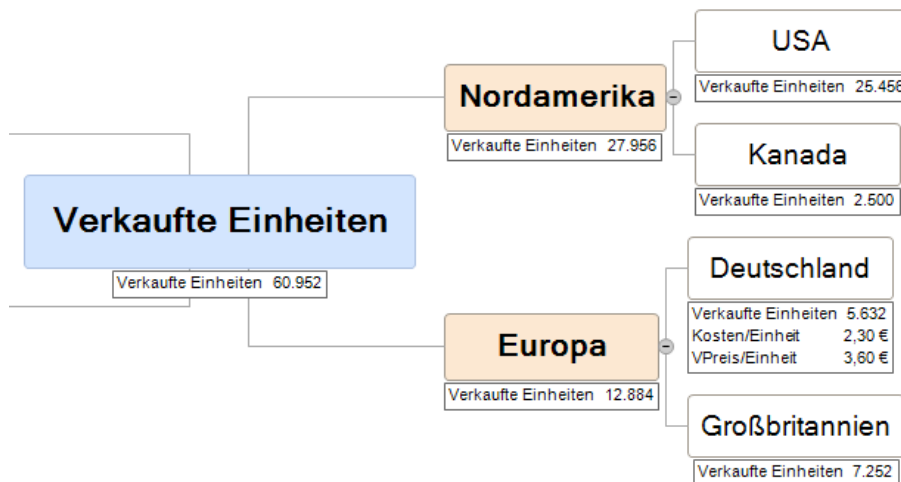 USA
Verkaufte Einheiten 25.456
Nordamerika
Verkaufte Einheiten 27.956
Kanada
Verkaufte Einheiten 2.500
Verkaufte Einheiten
Verkaufte Einheiten 60.952
Deutschland
Verkaufte Einheiten 5.632
Kosten/Einheit 2,30 €
VPreis/Einheit 3,60 €
Europa
Verkaufte Einheiten 12.884
Großbritannien
Verkaufte Einheiten 7.252